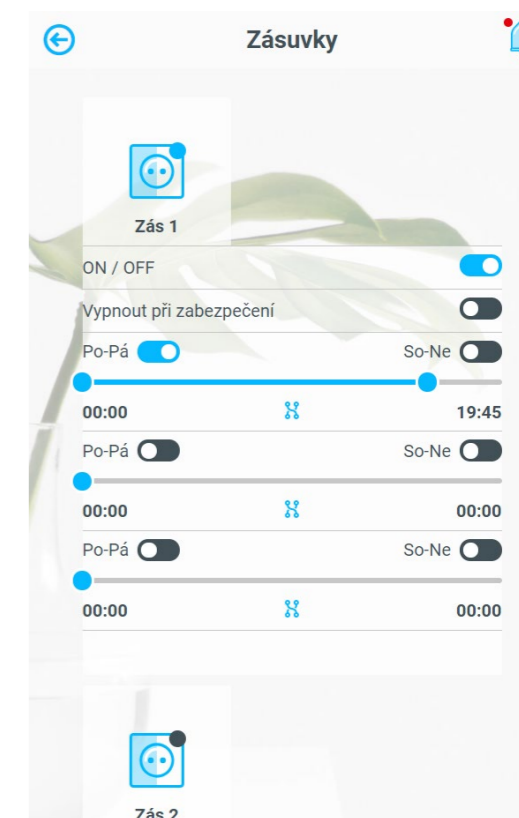 Zásuvky
Zás 1
ON / OFF
Vypnout při zabezpečení
Po-Pá So-Ne
00:00 19:45
Po-Pá So-Ne
00:00 00:00
Po-Pá So-Ne
00:00 00:00
Zás 2